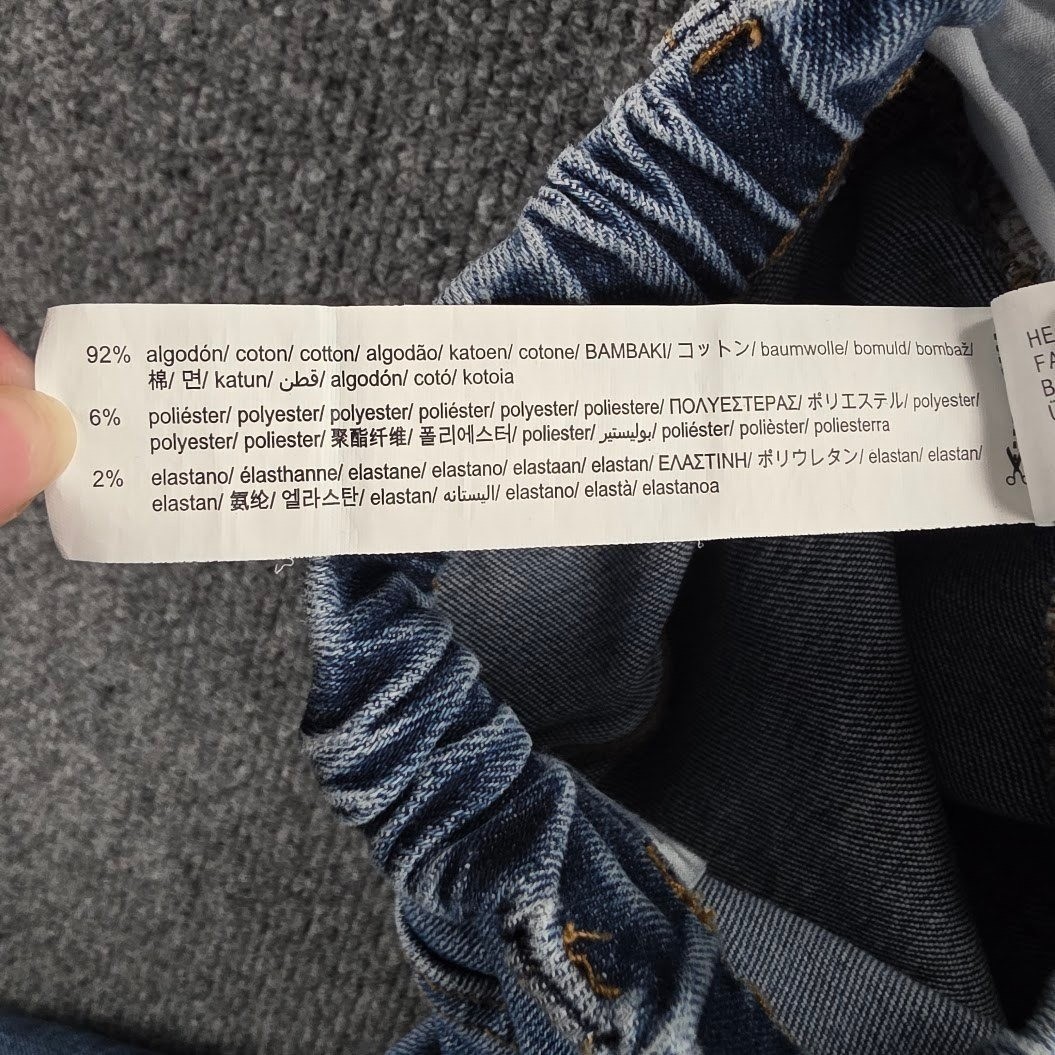 92% algodón/ coton/ cotton/ algodão/ katoen/ cotone/ BAMBAKI/ コットン/ baumwolle/ bomuld/ bombaž/
棉/ 면/ katun/ قطن/ algodón/ cotó/ kotoia
6% poliéster/ polyester/ polyester/ poliéster/ polyester/ poliestere/ ΠΟΛΥΕΣΤΕΡΑΣ/ ポリエステル/ polyester/
polyester/ poliester/ 聚酯纤维/ 폴리에스터/ poliester/ بوليستير/ poliéster/ polièster/ poliesterra
2% elastano/ élasthanne/ elastane/ elastano/ elastaan/ elastan/ ΕΛΑΣΤΙΝΗ/ ポリウレタン/ elastan/ elastan/
elastan/ 氨纶/ 엘라스탄/ elastan/ اليستانه/ elastano/ elastà/ elastanoa
HE
FA
B